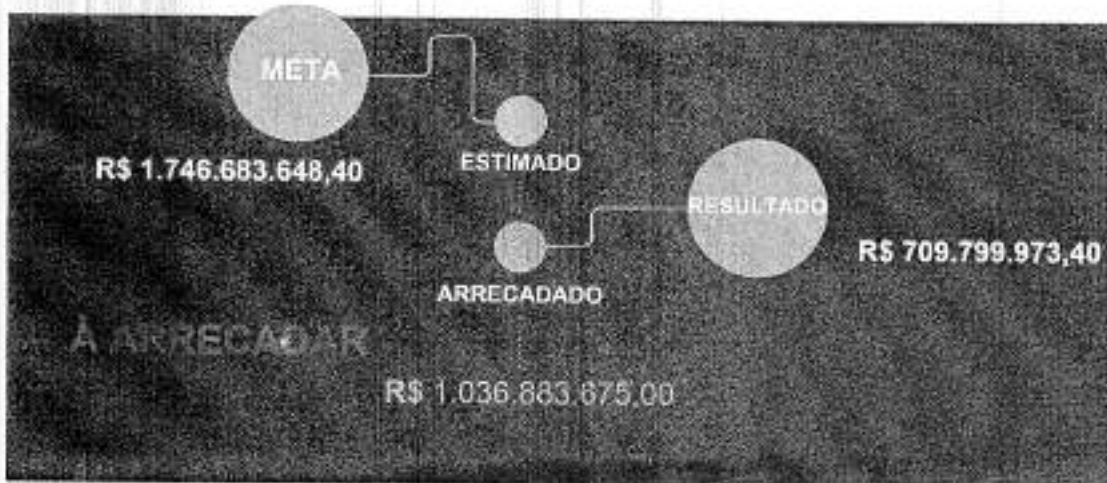 META
R$ 1.746.683.648,40
ESTIMADO
RESULTADO
R$ 709.799.973,40
ARRECADADO
À ARRECADAR
R$ 1.036.883.675,00